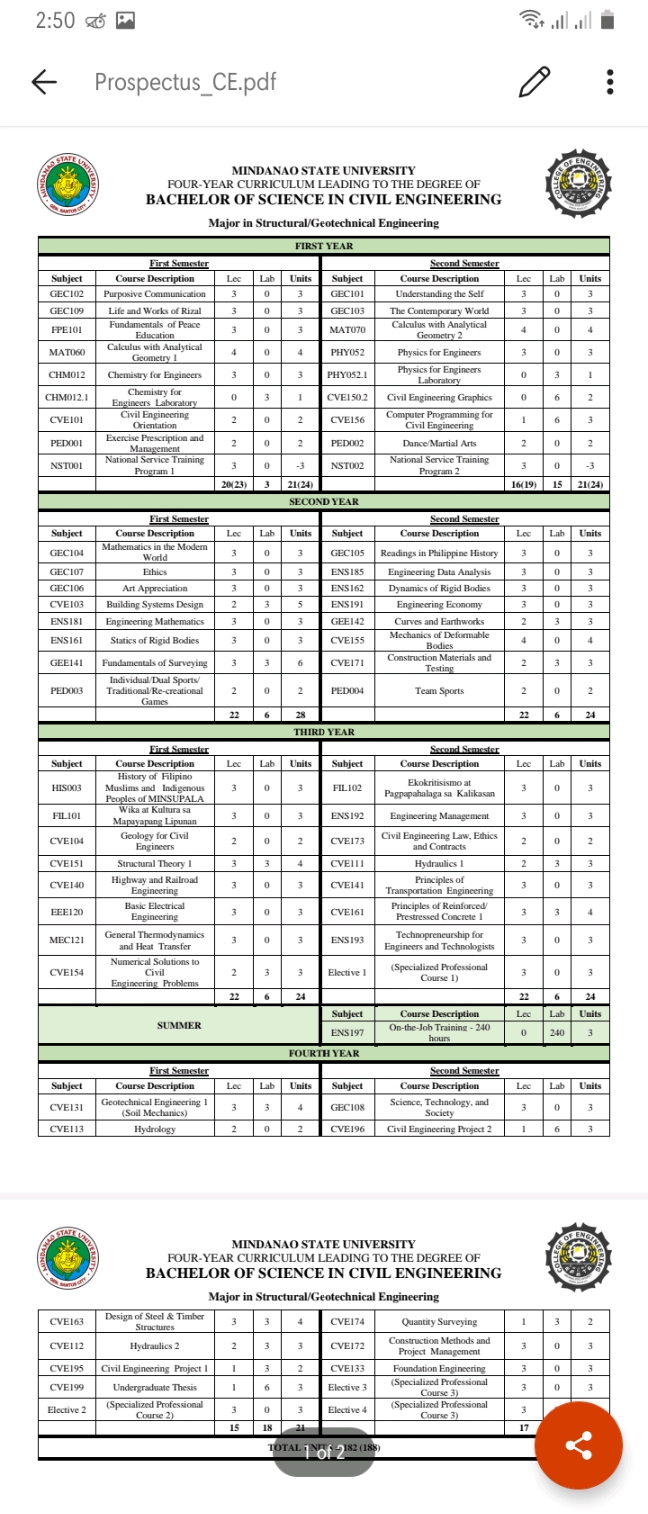 2:50
Prospectus_CE.pdf
MINDANAO STATE UNIVERSITY
FOUR-YEAR CURRICULUM LEADING TO THE DEGREE OF
BACHELOR OF SCIENCE IN CIVIL ENGINEERING
Major in Structural/Geotechnical Engineering
FIRST YEAR
First Semester Second Semester
Subject Course Description Lec Lab Units Subject Course Description Lec Lab Units
GEC102 Purposive Communication 3 0 3 GEC101 Understanding the Self 3 0 3
GEC109 Life and Works of Rizal 3 0 3 GEC103 The Contemporary World 3 0 3
FPE101 Fundamentals of Peace Education 3 0 3 MAT070 Calculus with Analytical Geometry 2 4 0 4
MAT060 Calculus with Analytical Geometry 1 4 0 4 PHY052 Physics for Engineers 3 0 3
CHM012 Chemistry for Engineers 3 0 3 PHY052.1 Physics for Engineers Laboratory 0 3 1
CHM012.1 Chemistry for Engineers Laboratory 0 3 1 CVE150.2 Civil Engineering Graphics 0 6 2
CVE101 Civil Engineering Orientation 2 0 2 CVE156 Computer Programming for Civil Engineering 1 6 3
PED001 Exercise Prescription and Management 2 0 2 PED002 Dance/Martial Arts 2 0 2
NST001 National Service Training Program 1 3 0 -3 NST002 National Service Training Program 2 3 0 -3
20(23) 3 21(24) 16(19) 15 21(24)
SECOND YEAR
First Semester Second Semester
Subject Course Description Lec Lab Units Subject Course Description Lec Lab Units
GEC104 Mathematics in the Modern World 3 0 3 GEC105 Readings in Philippine History 3 0 3
GEC107 Ethics 3 0 3 ENS185 Engineering Data Analysis 3 0 3
GEC106 Art Appreciation 3 0 3 ENS162 Dynamics of Rigid Bodies 3 0 3
CVE103 Building Systems Design 2 3 5 ENS191 Engineering Economy 3 0 3
ENS181 Engineering Mathematics 3 0 3 GEE142 Curves and Earthworks 2 3 3
ENS161 Statics of Rigid Bodies 3 0 3 CVE155 Mechanics of Deformable Bodies 4 0 4
GEE141 Fundamentals of Surveying 3 3 6 CVE171 Construction Materials and Testing 2 3 3
PED003 Individual/Dual Sports/ Traditional/Re-creational Games 2 0 2 PED004 Team Sports 2 0 2
22 6 28 22 6 24
THIRD YEAR
First Semester Second Semester
Subject Course Description Lec Lab Units Subject Course Description Lec Lab Units
HIS003 History of Filipino Muslims and Indigenous Peoples of MINSUPALA 3 0 3 FIL102 Ekokritisismo at Pagpapahalaga sa Kalikasan 3 0 3
FIL101 Wika at Kultura sa Mapayapang Lipunan 3 0 3 ENS192 Engineering Management 3 0 3
CVE104 Geology for Civil Engineers 2 0 2 CVE173 Civil Engineering Law, Ethics and Contracts 2 0 2
CVE151 Structural Theory 1 3 3 4 CVE111 Hydraulics 1 2 3 3
CVE140 Highway and Railroad Engineering 3 0 3 CVE141 Principles of Transportation Engineering 3 0 3
EEE120 Basic Electrical Engineering 3 0 3 CVE161 Principles of Reinforced/ Prestressed Concrete 1 3 3 4
MEC121 General Thermodynamics and Heat Transfer 3 0 3 ENS193 Technopreneurship for Engineers and Technologists 3 0 3
CVE154 Numerical Solutions to Civil Engineering Problems 2 3 3 Elective 1 (Specialized Professional Course 1) 3 0 3
22 6 24 22 6 24
SUMMER Subject Course Description Lec Lab Units
ENS197 On-the-Job Training - 240 hours 0 240 3
FOURTH YEAR
First Semester Second Semester
Subject Course Description Lec Lab Units Subject Course Description Lec Lab Units
CVE131 Geotechnical Engineering 1 (Soil Mechanics) 3 3 4 GEC108 Science, Technology, and Society 3 0 3
CVE113 Hydrology 2 0 2 CVE196 Civil Engineering Project 2 1 6 3
MINDANAO STATE UNIVERSITY
FOUR-YEAR CURRICULUM LEADING TO THE DEGREE OF
BACHELOR OF SCIENCE IN CIVIL ENGINEERING
Major in Structural/Geotechnical Engineering
CVE163 Design of Steel & Timber Structures 3 3 4 CVE174 Quantity Surveying 1 3 2
CVE112 Hydraulics 2 2 3 3 CVE172 Construction Methods and Project Management 3 0 3
CVE195 Civil Engineering Project 1 1 3 2 CVE133 Foundation Engineering 3 0 3
CVE199 Undergraduate Thesis 1 6 3 Elective 3 (Specialized Professional Course 3) 3 0 3
Elective 2 (Specialized Professional Course 2) 3 0 3 Elective 4 (Specialized Professional Course 3) 3 3
15 18 21 17
TOTAL 182 (188)
1 of 2